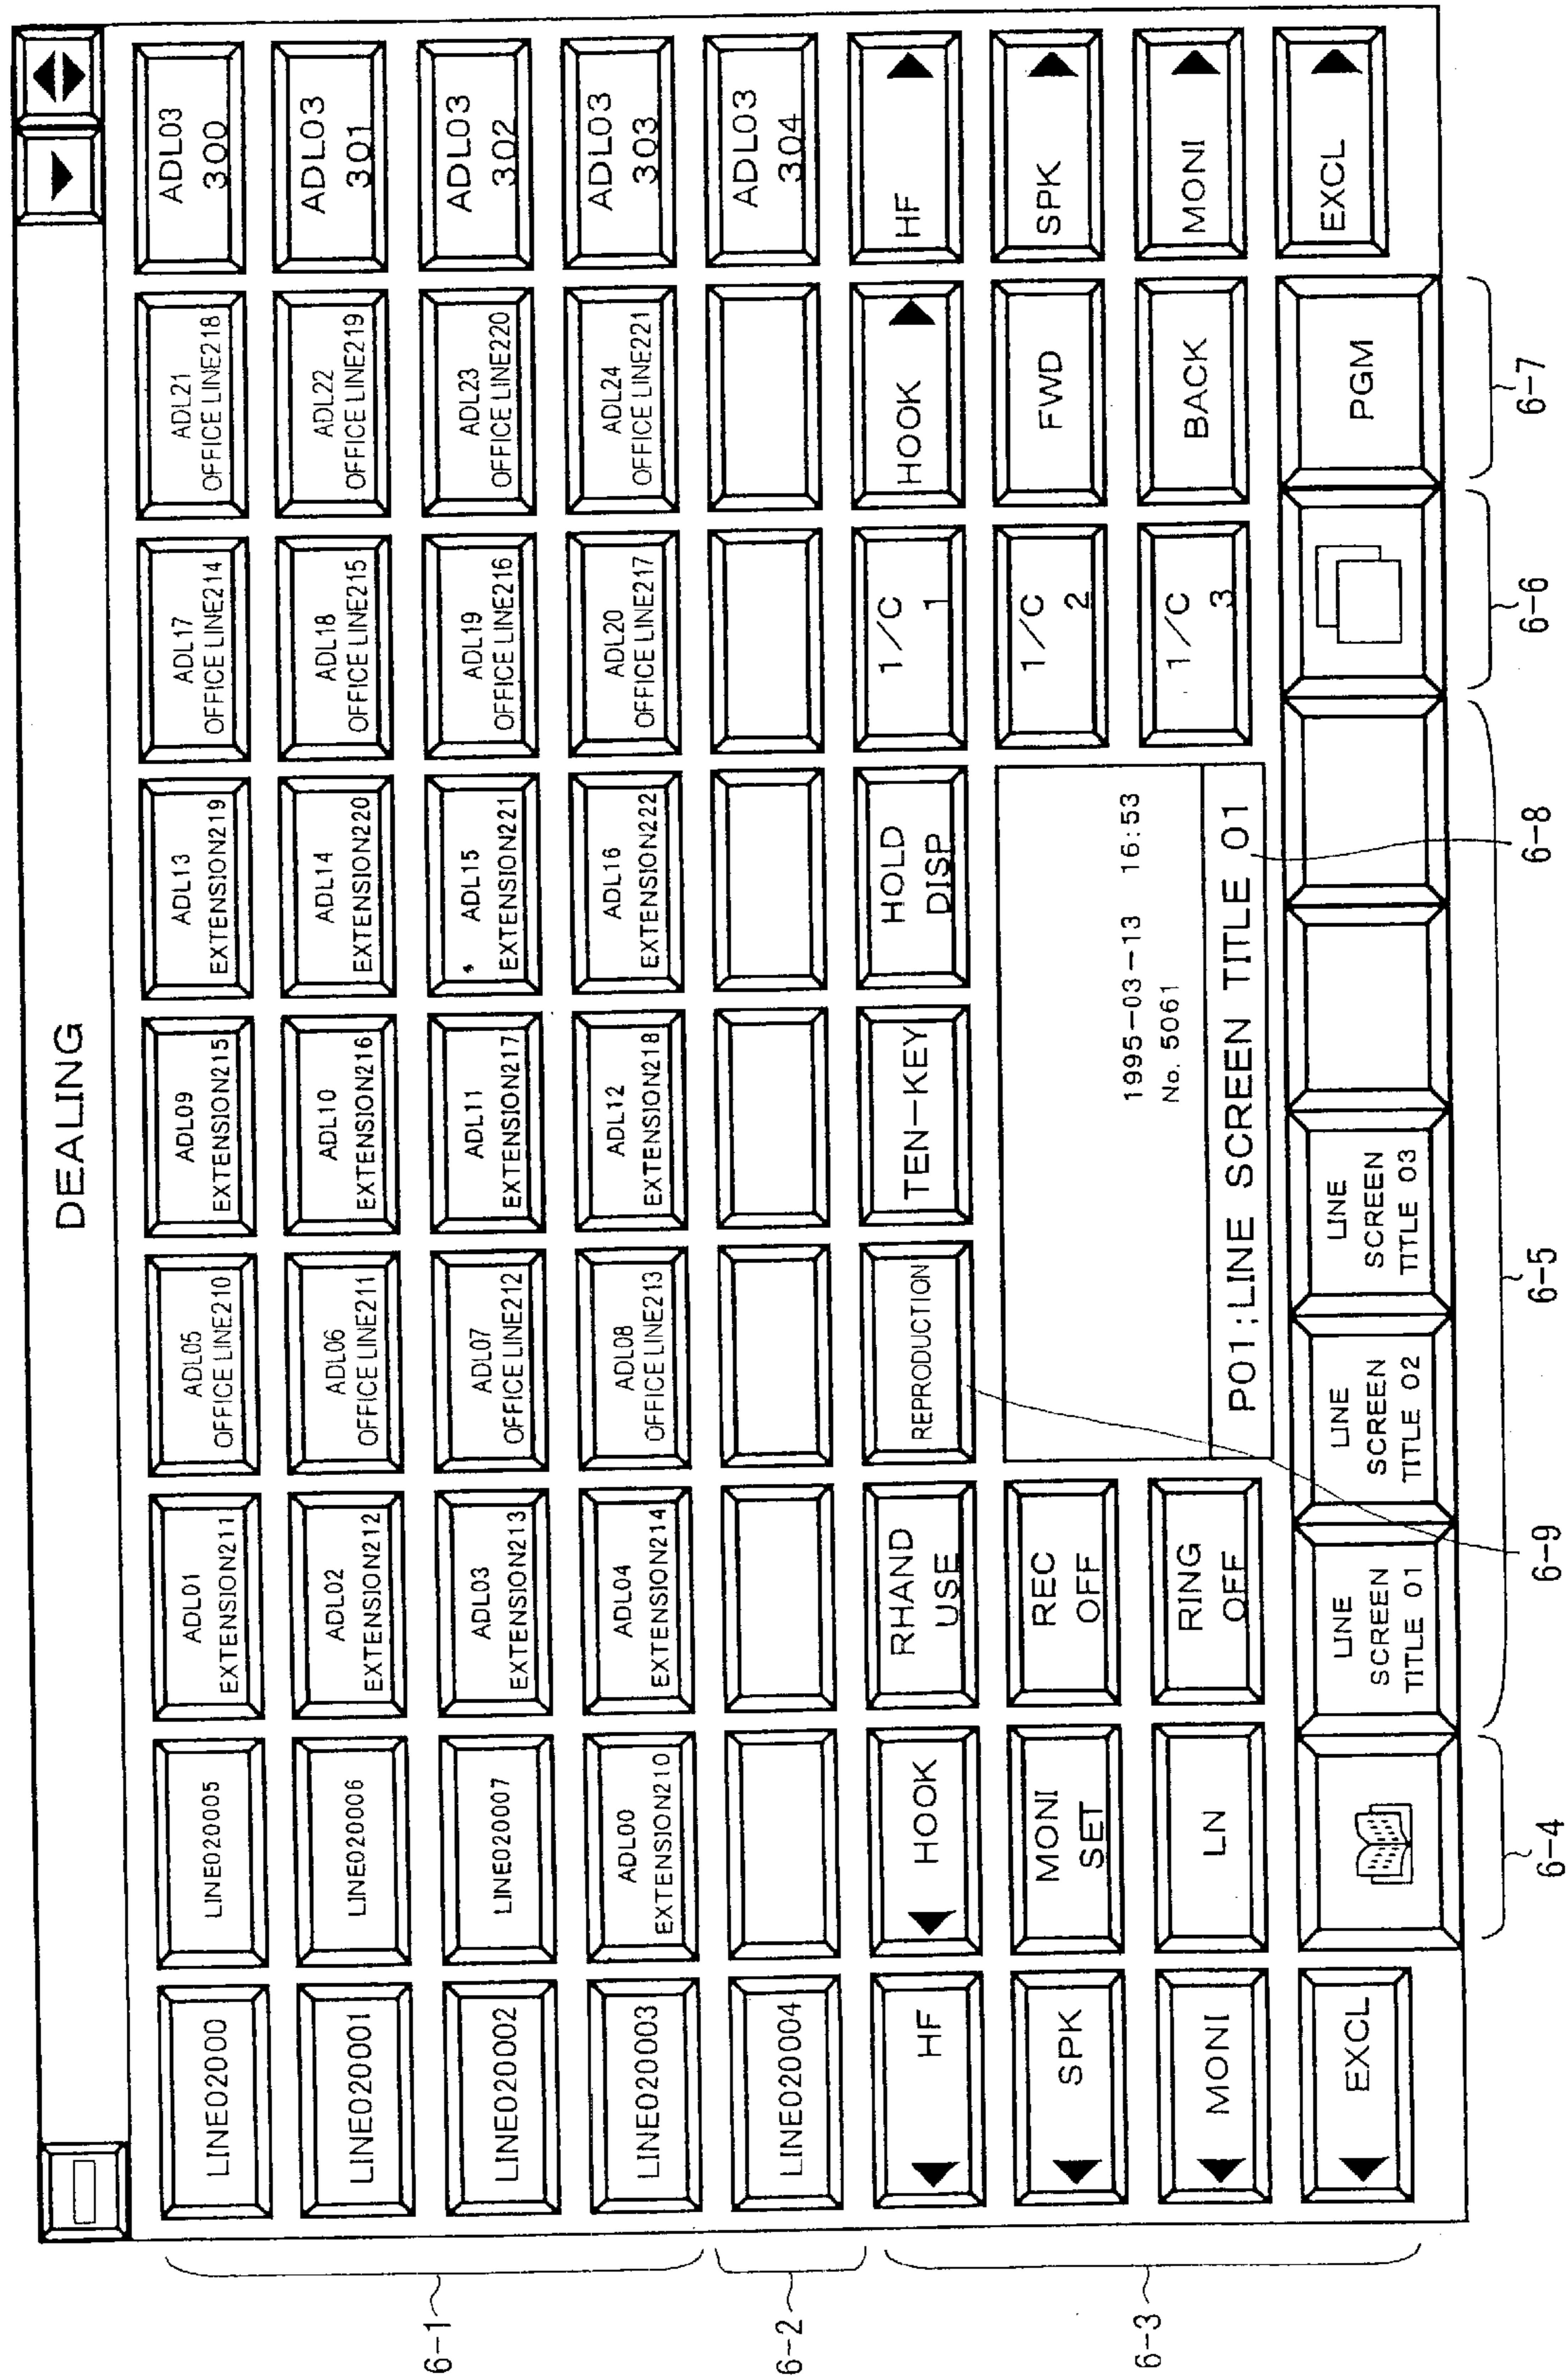 DEALING
LINE02000
LINE020005
ADL01
EXTENSION211
ADL05
OFFICE LINE210
ADL09
EXTENSION215
ADL13
EXTENSION219
ADL17
OFFICE LINE214
ADL21
OFFICE LINE218
ADL03
300
LINE020001
LINE020006
ADL02
EXTENSION212
ADL06
OFFICE LINE211
ADL10
EXTENSION216
ADL14
EXTENSION220
ADL18
OFFICE LINE215
ADL22
OFFICE LINE219
ADL03
301
LINE020002
LINE020007
ADL03
EXTENSION213
ADL07
OFFICE LINE212
ADL11
EXTENSION217
ADL15
EXTENSION221
ADL19
OFFICE LINE216
ADL23
OFFICE LINE220
ADL03
302
LINE020003
ADL00
EXTENSION210
ADL04
EXTENSION214
ADL08
OFFICE LINE213
ADL12
EXTENSION218
ADL16
EXTENSION222
ADL20
OFFICE LINE217
ADL24
OFFICE LINE221
ADL03
303
LINE020004
ADL03
304
HF
HOOK
RHAND
USE
REPRODUCTION
TEN-KEY
HOLD
DISP
1/C
1
HOOK
HF
SPK
MONI
SET
REC
OFF
1995-03-13 16:53
No. 5061
1/C
2
FWD
SPK
MONI
LN
RING
OFF
P01:LINE SCREEN TITLE 01
1/C
3
BACK
MONI
EXCL
LINE
SCREEN
TITLE 01
LINE
SCREEN
TITLE 02
LINE
SCREEN
TITLE 03
PGM
EXCL
6-1
6-2
6-3
6-4
6-9
6-5
6-8
6-6
6-7